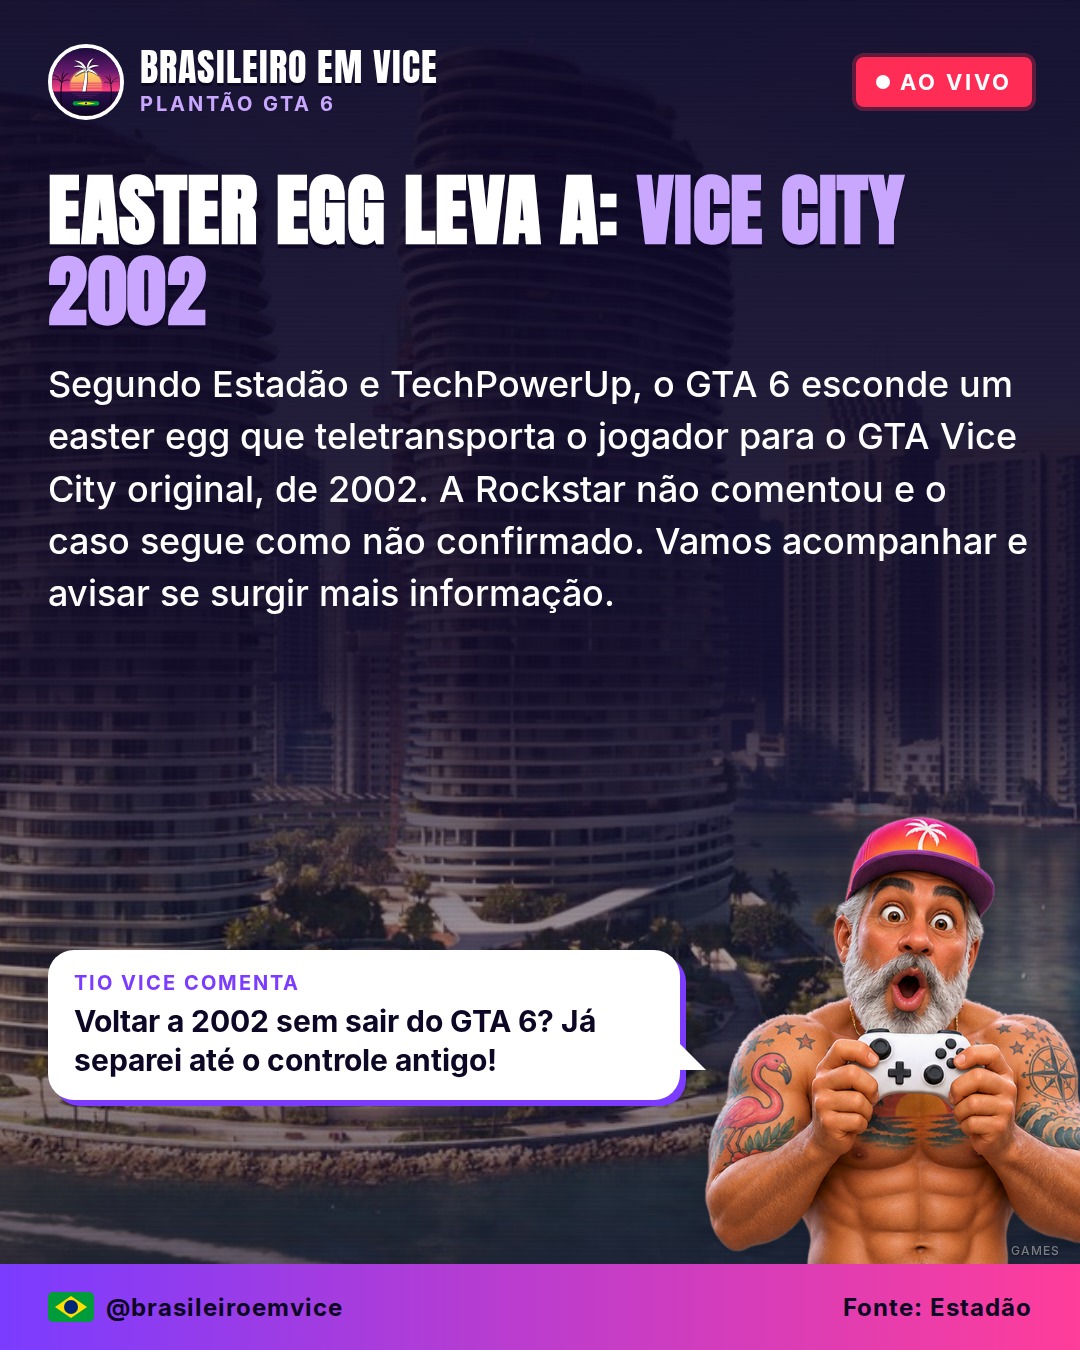 BRASILEIRO EM VICE
PLANTÃO GTA 6
AO VIVO
EASTER EGG LEVA A: VICE CITY
2002
Segundo Estadão e TechPowerUp, o GTA 6 esconde um
easter egg que teletransporta o jogador para o GTA Vice
City original, de 2002. A Rockstar não comentou e o
caso segue como não confirmado. Vamos acompanhar e
avisar se surgir mais informação.
TIO VICE COMENTA
Voltar a 2002 sem sair do GTA 6? Já
separei até o controle antigo!
GAMES
@brasileiroemvice
Fonte: Estadão